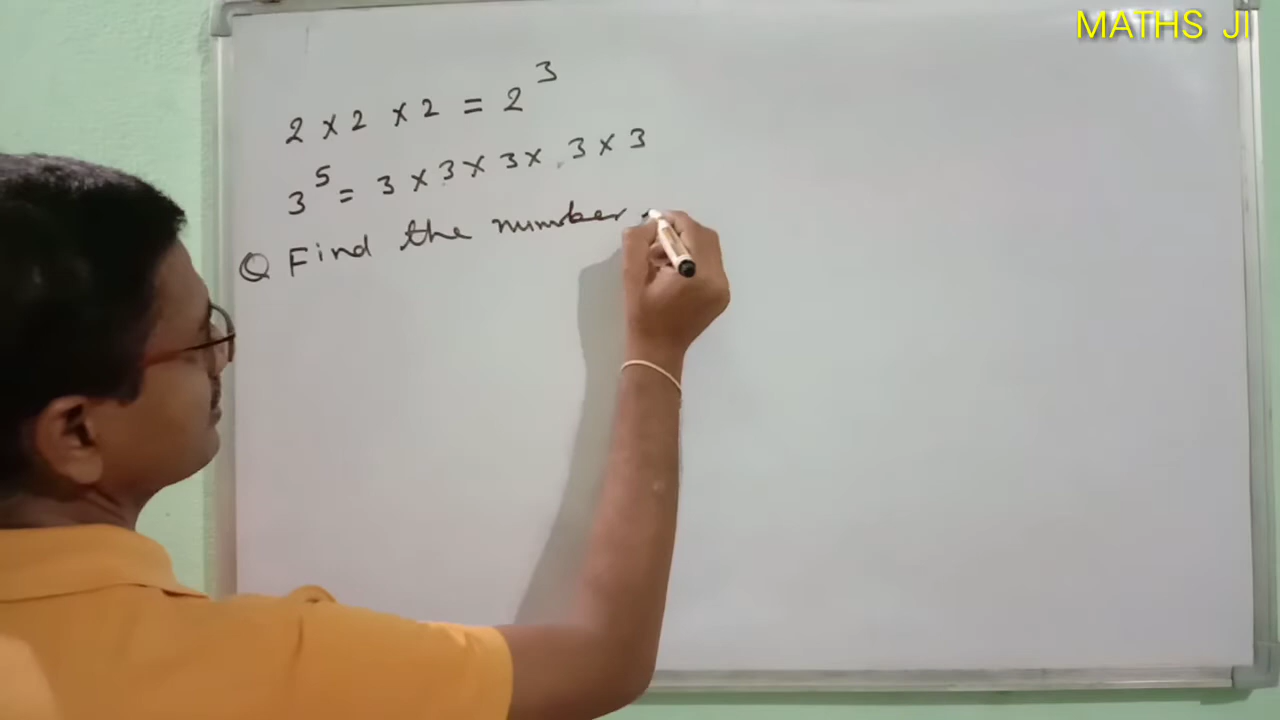 MATHS JI
2 × 2 × 2 = 2³
3⁵ = 3 × 3 × 3 × 3 × 3
Q Find the number